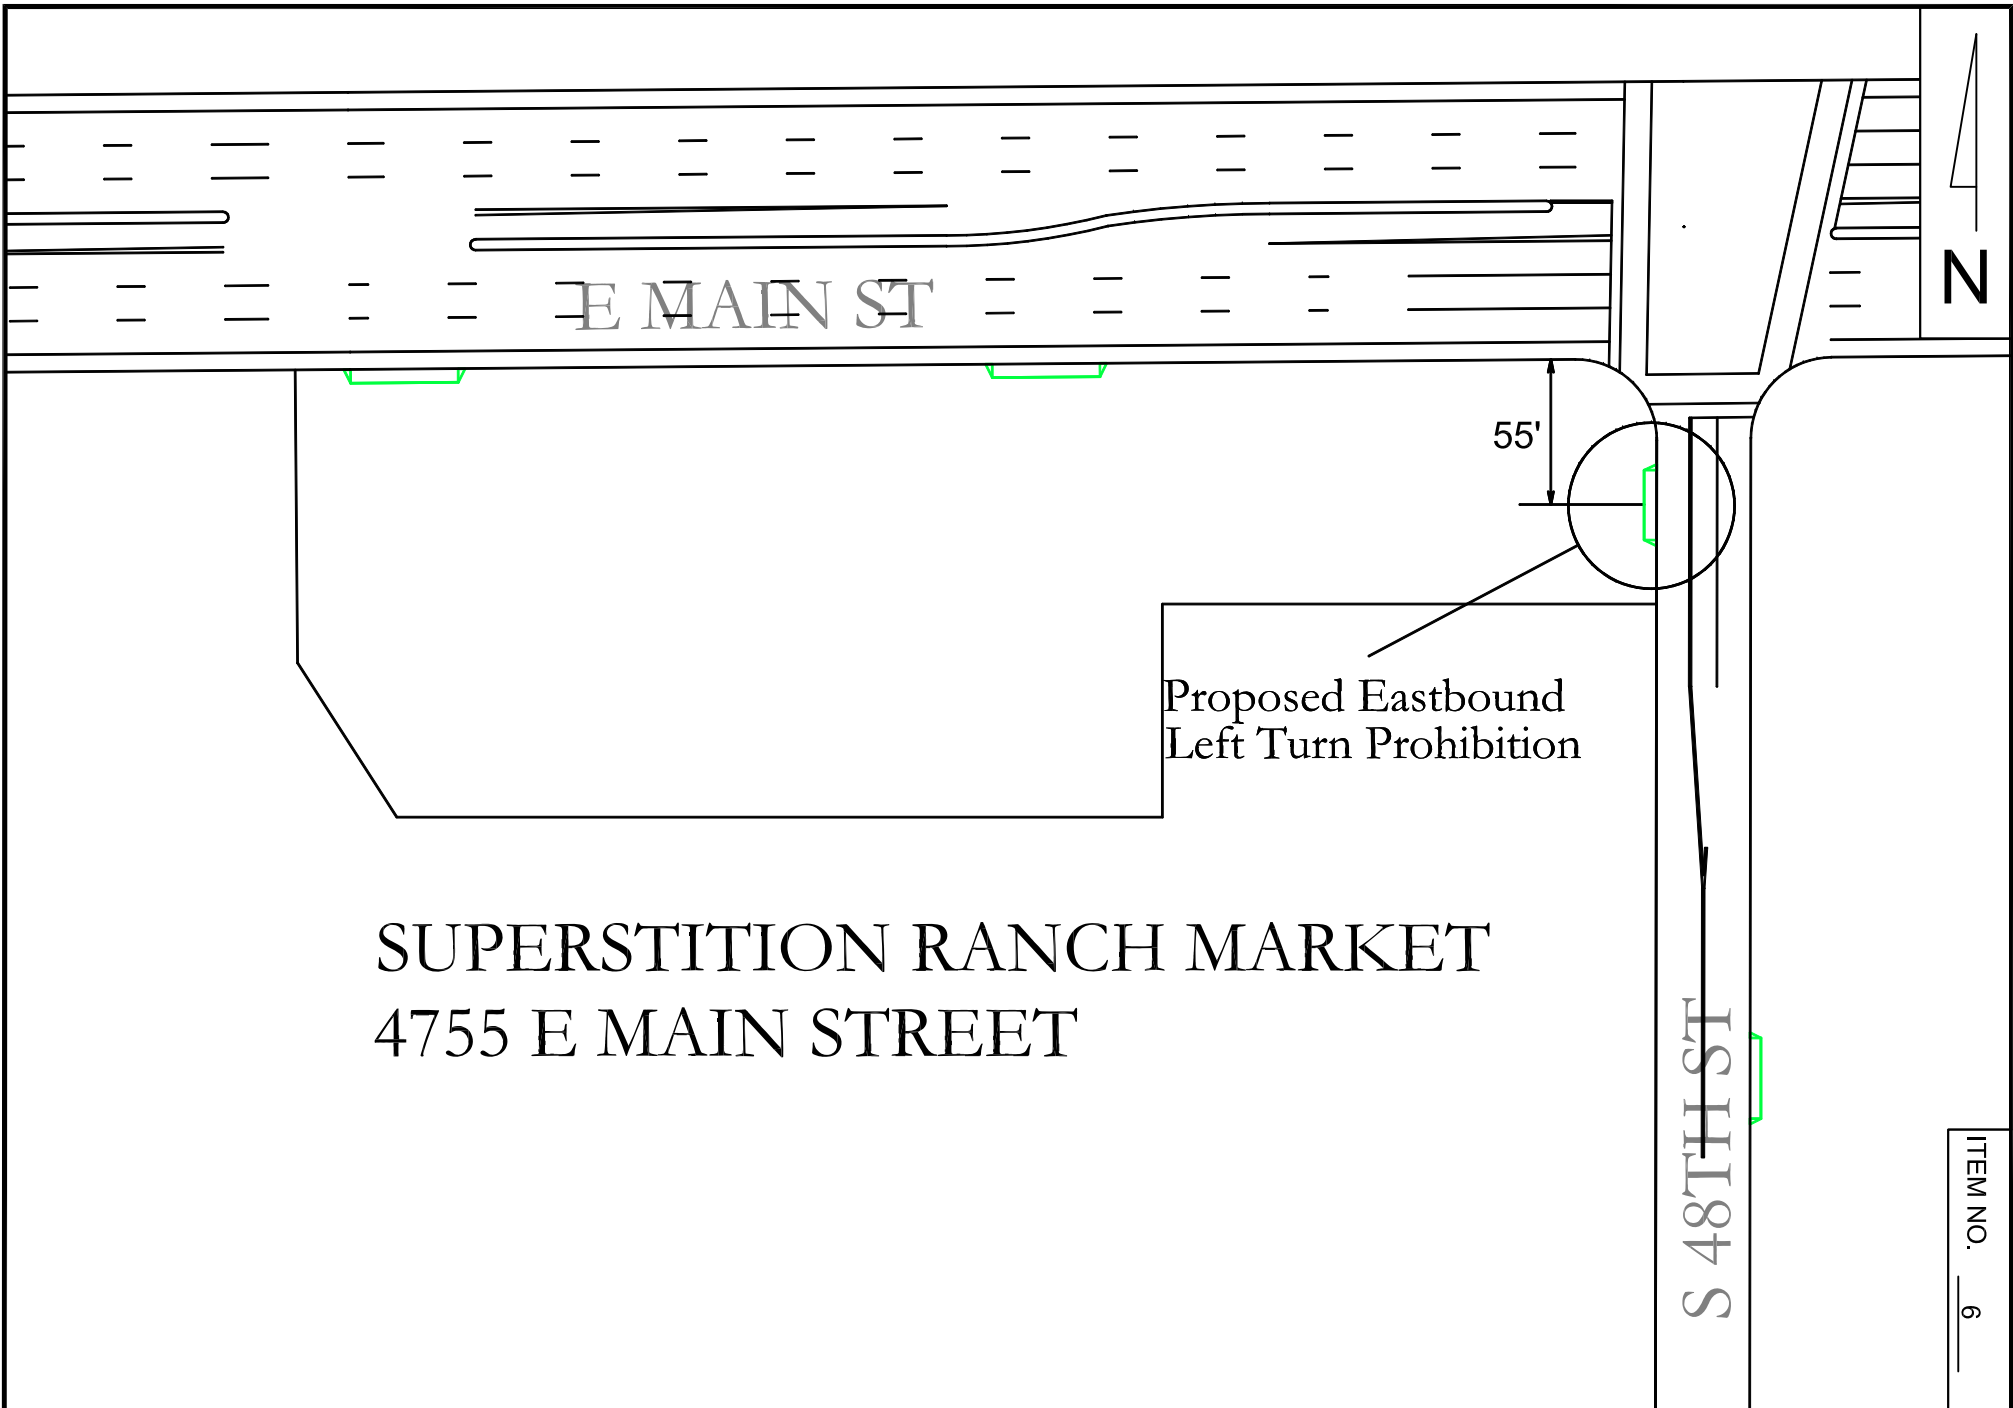 N
E MAIN ST
55'
Proposed Eastbound
Left Turn Prohibition
SUPERSTITION RANCH MARKET
4755 E MAIN STREET
S 48TH ST
ITEM NO. 6